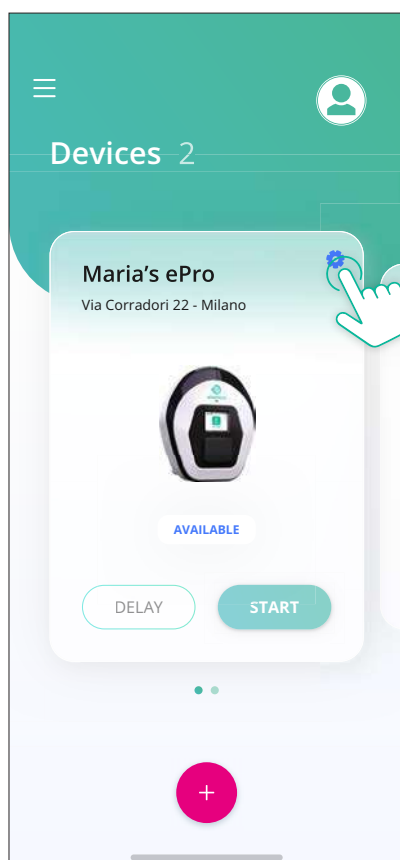 Devices 2
Maria’s ePro
Via Corradori 22 - Milano
AVAILABLE
DELAY
START